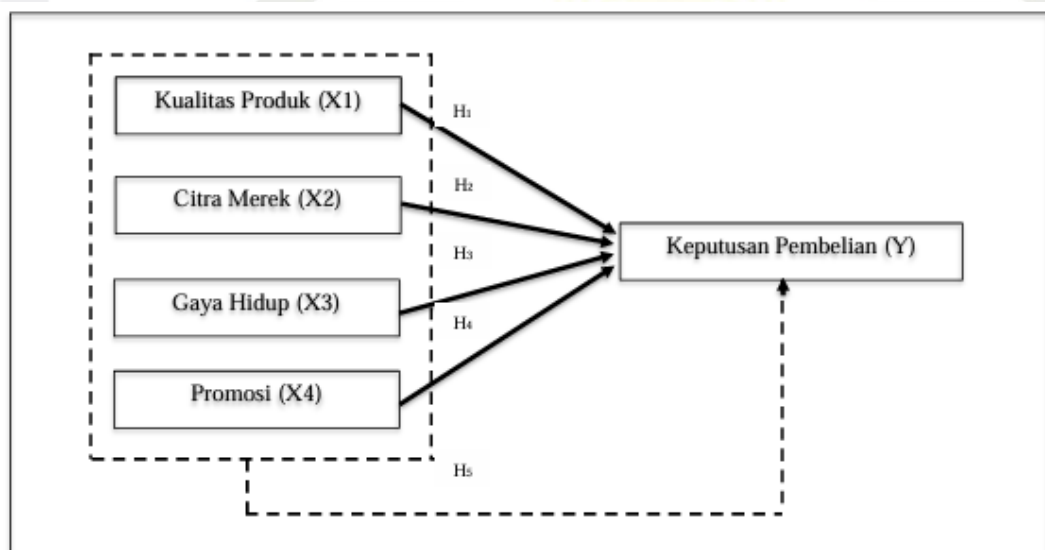 Kualitas Produk (X1)
H₁
Citra Merek (X2)
H₂
H₃
Keputusan Pembelian (Y)
Gaya Hidup (X3)
H₄
Promosi (X4)
H₅